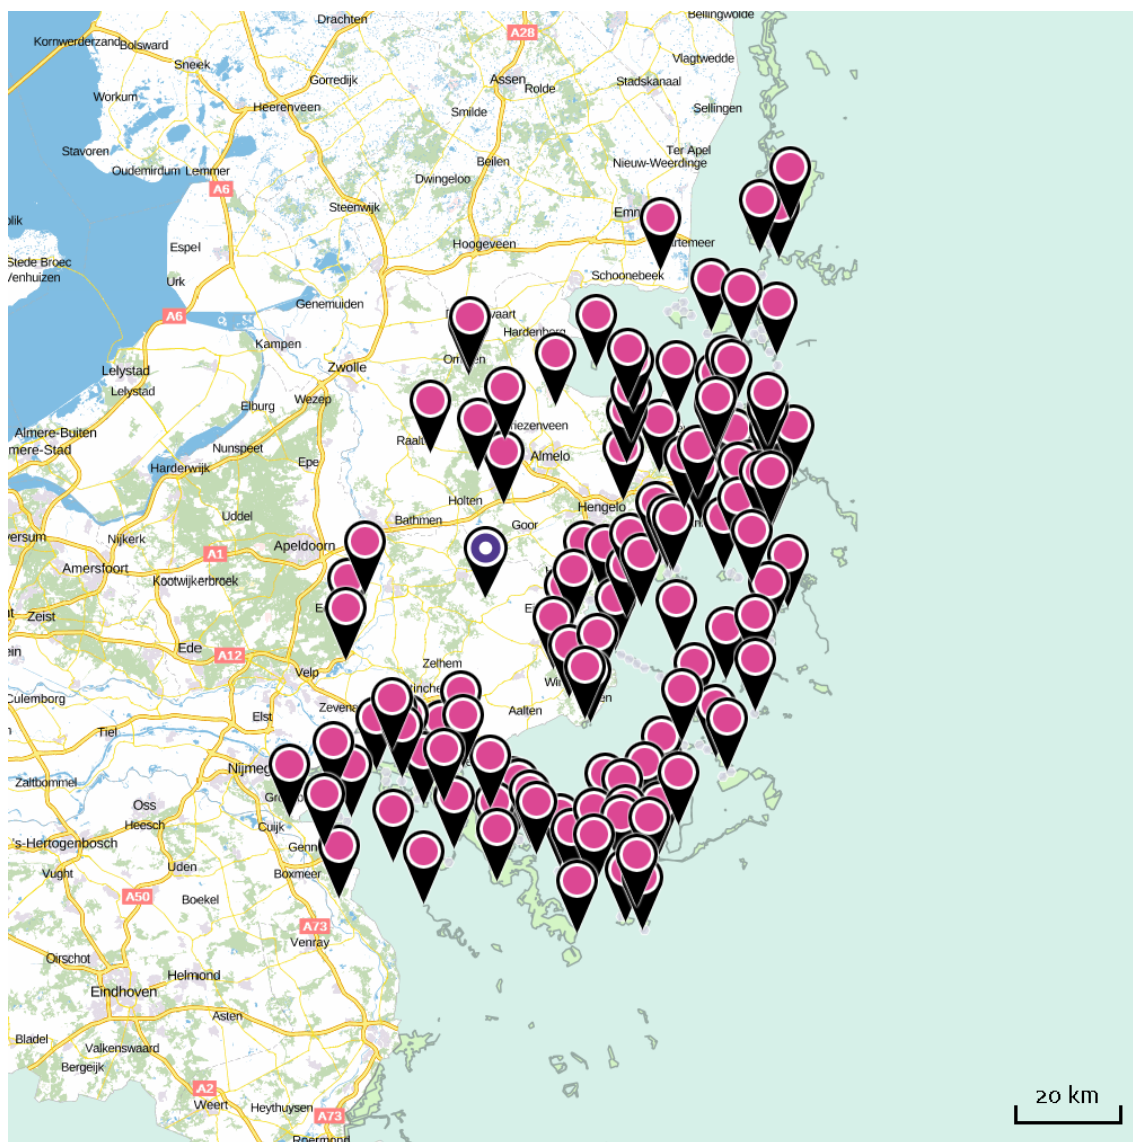 Bellingwolde
Drachten
A28
Kornwerderzand
Bolsward
Sneek
Vlagtwedde
Gorredijk
Assen
Rolde
Stadskanaal
Workum
Heerenveen
Smilde
Sellingen
Stavoren
Ter Apel
Oudemirdum
Lemmer
Beilen
Nieuw-Weerdinge
A6
Dwingeloo
Steenwijk
Espel
Hoogeveen
Stede Broec
Venhuizen
Urk
Schoonebeek
Genemuiden
A6
Hardenberg
Kampen
Lelystad
Zwolle
Lelystad
Elburg
Wezep
Almere-Buiten
Raalte
Nunspeet
Almelo
Epe
Harderwijk
Holten
Hengelo
Uddel
Bathmen
Goor
Nijkerk
Apeldoorn
A1
Amersfoort
Kootwijkerbroek
Zeist
Ede
A12
Zelhem
Velp
Culemborg
Elst
Aalten
Tiel
Zaltbommel
Oss
Heesch
Cuijk
's-Hertogenbosch
Vught
Uden
Boxmeer
A50
Boekel
A73
Venray
Oirschot
Helmond
Eindhoven
Asten
Bladel
Valkenswaard
Bergeijk
A2
Weert
Heythuysen
A73
Roermond
20 km